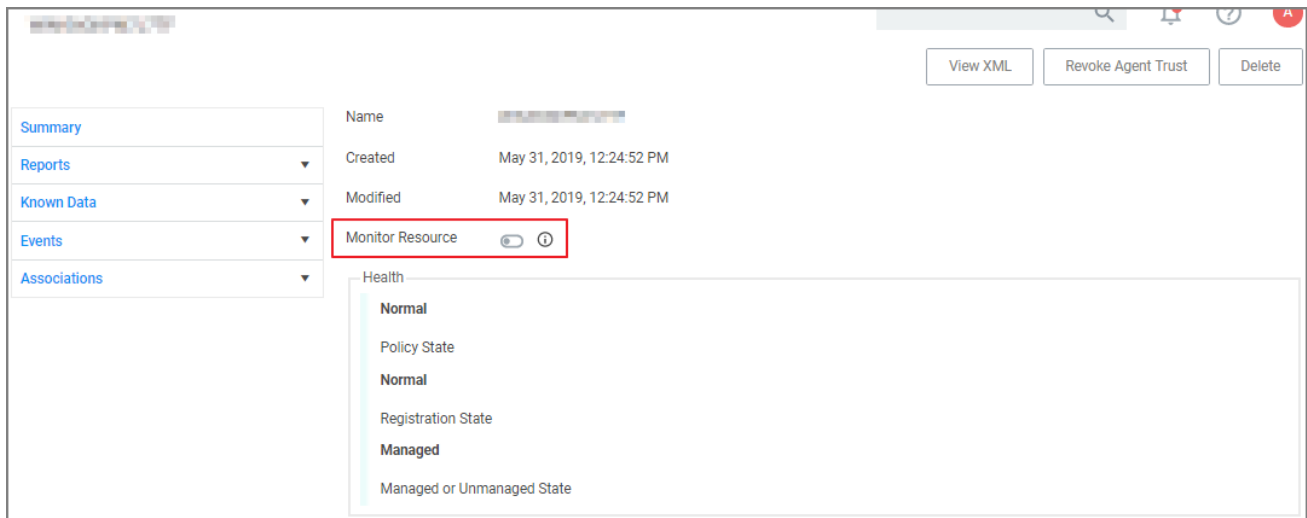 A
View XML Revoke Agent Trust Delete
Summary
Reports
Known Data
Events
Associations
Name
Created May 31, 2019, 12:24:52 PM
Modified May 31, 2019, 12:24:52 PM
Monitor Resource
Health
Normal
Policy State
Normal
Registration State
Managed
Managed or Unmanaged State